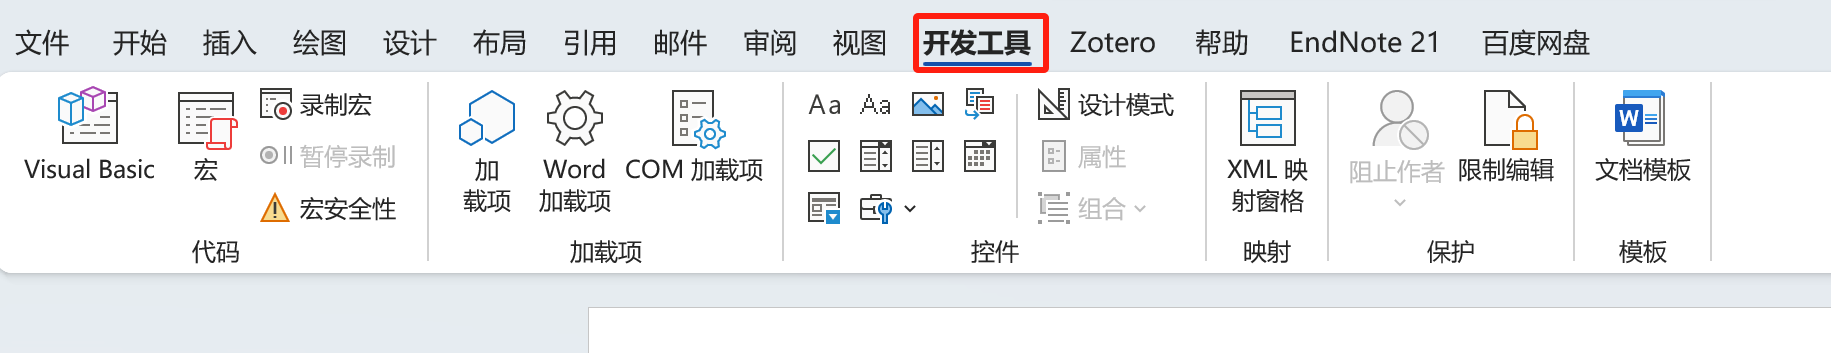 文件 开始 插入 绘图 设计 布局 引用 邮件 审阅 视图 开发工具 Zotero 帮助 EndNote 21 百度网盘
Visual Basic
宏
录制宏
暂停录制
宏安全性
代码
加
载项
Word
加载项
COM 加载项
加载项
Aa Aa
设计模式
属性
组合
控件
XML 映
射窗格
映射
阻止作者
限制编辑
保护
W
文档模板
模板